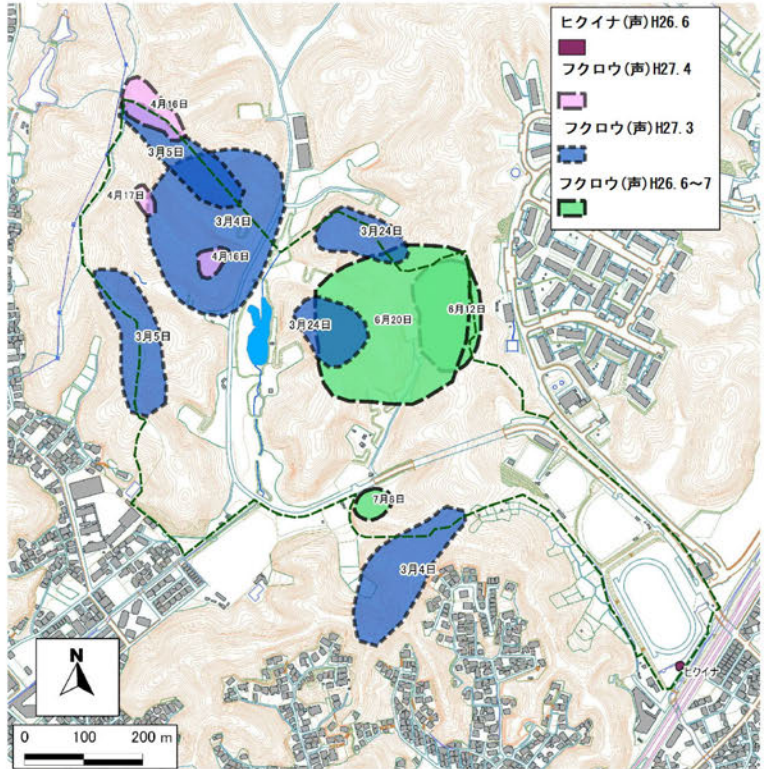 ヒクイナ(声)H26.6
フクロウ(声)H27.4
フクロウ(声)H27.3
フクロウ(声)H26.6〜7
4月16日
3月5日
4月17日
3月4日
4月16日
3月24日
3月5日
3月24日
6月20日
6月12日
7月6日
3月4日
ヒクイナ
N
0 100 200 m